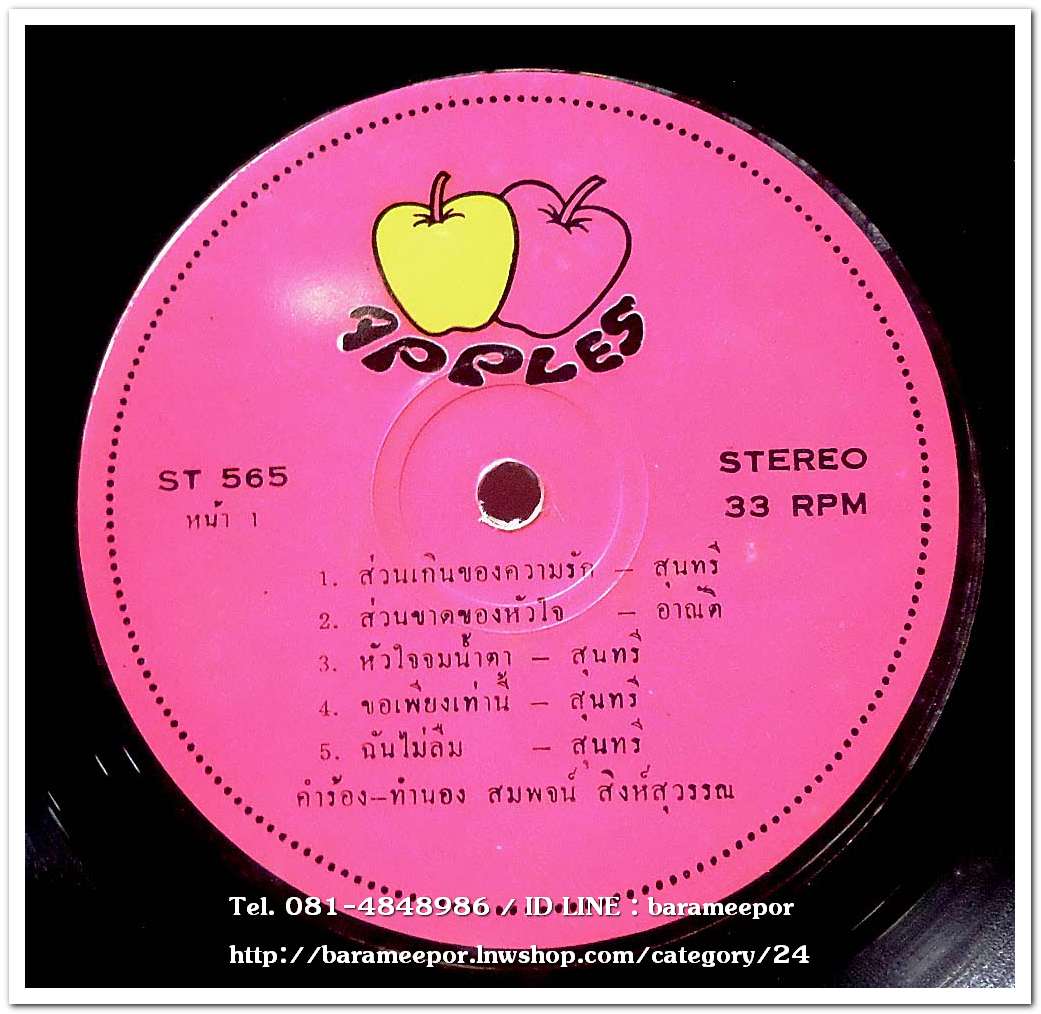 APPLES
ST 565
หน้า 1
STEREO
33 RPM
1. ส่วนเกินของความรัก – สุนทรี
2. ส่วนขาดของหัวใจ – อาณัติ
3. หัวใจจมน้ำตา – สุนทรี
4. ขอเพียงเท่านี้ – สุนทรี
5. ฉันไม่ลืม – สุนทรี
คำร้อง–ทำนอง สมพจน์ สิงห์สุวรรณ
Tel. 081-4848986 / ID LINE : barameepor
http://barameepor.lnwshop.com/category/24